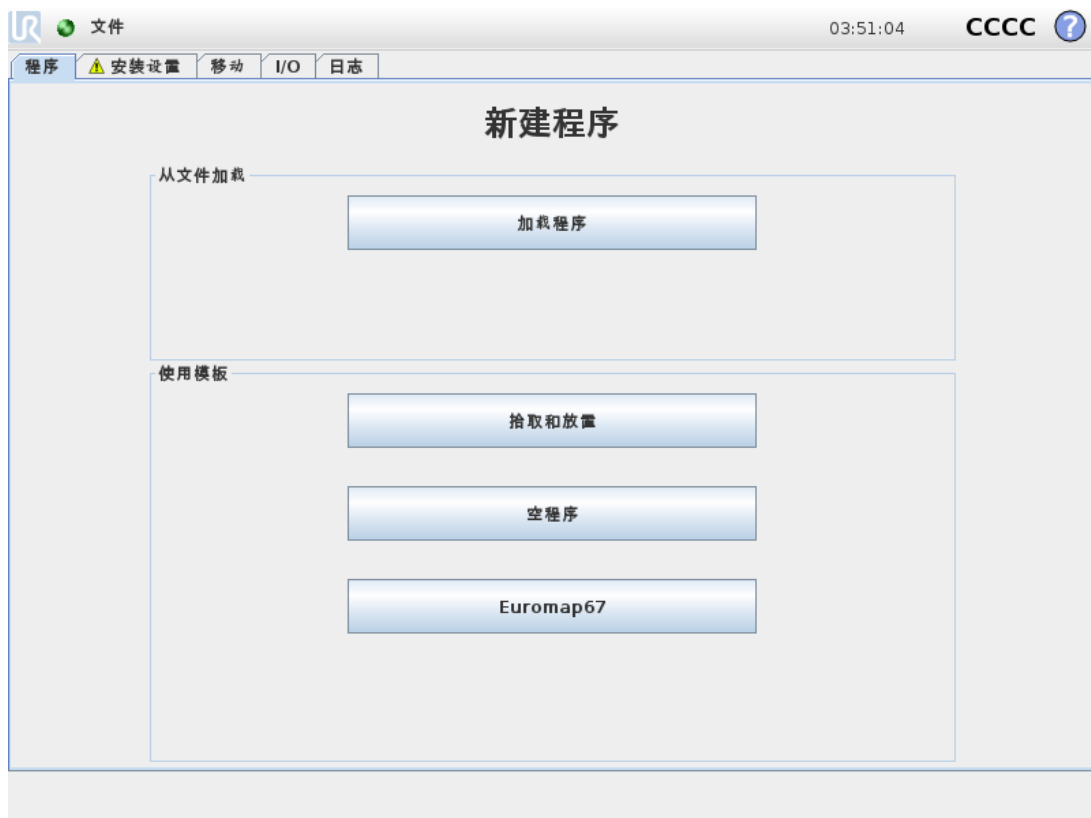 UR 文件 03:51:04 CCCC ?
程序 安装设置 移动 I/O 日志
新建程序
从文件加载
加载程序
使用模板
拾取和放置
空程序
Euromap67